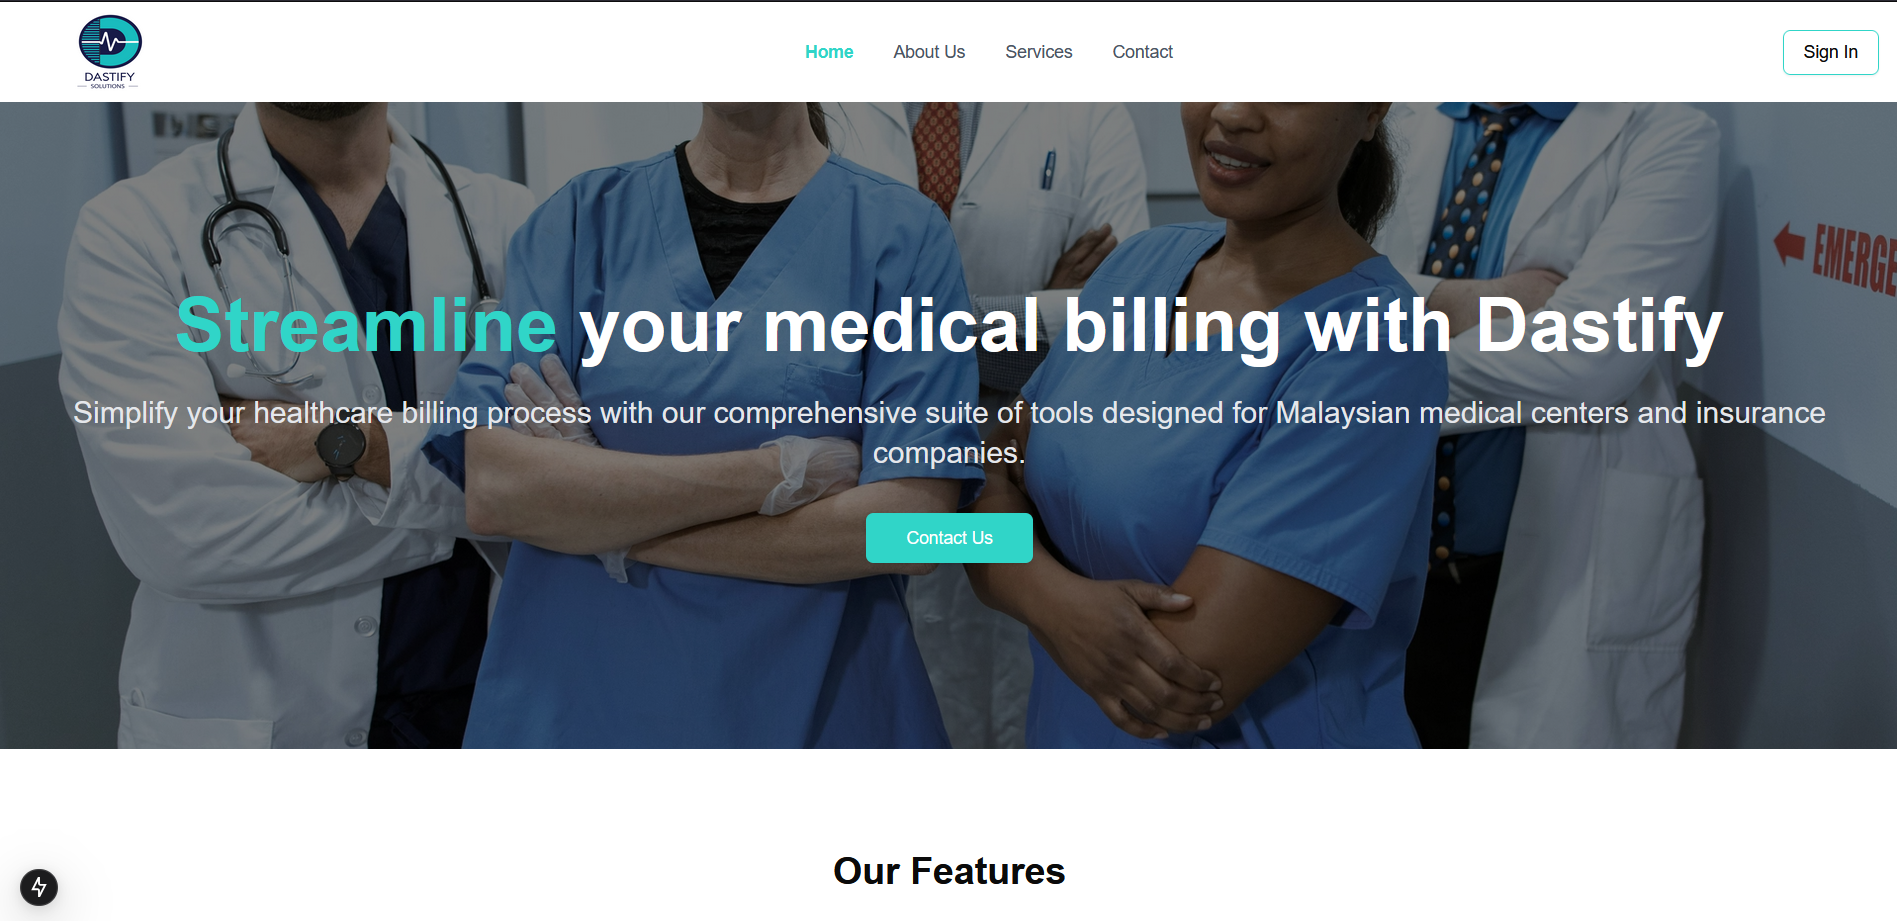 DASTIFY
SOLUTIONS
Home
About Us
Services
Contact
Sign In
Streamline your medical billing with Dastify
Simplify your healthcare billing process with our comprehensive suite of tools designed for Malaysian medical centers and insurance
companies.
Contact Us
EMERGE
Our Features